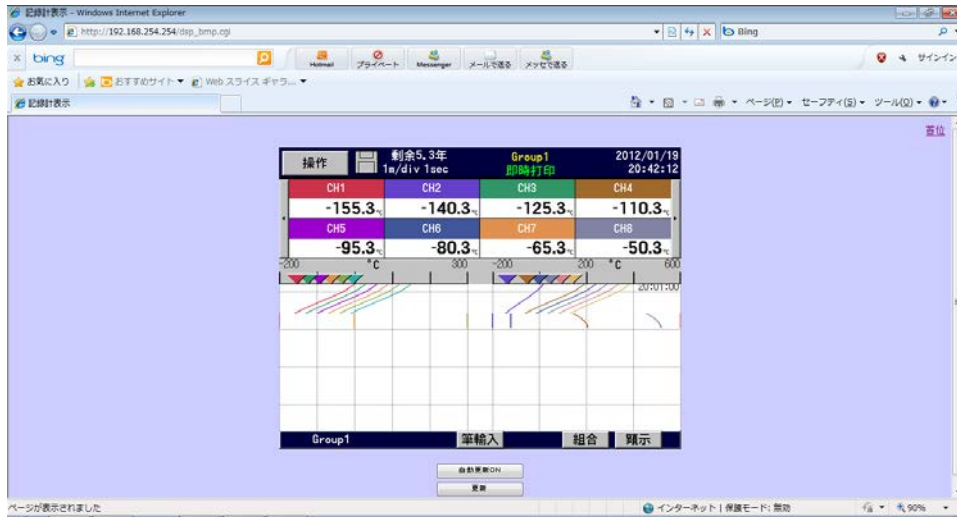 記録計表示 - Windows Internet Explorer
http://192.168.254.254/dsp_bmp.cgi
Bing
bing
Hotmail プライベート Messenger メールで送る メッセで送る
サインイン
お気に入り おすすめサイト Web スライス ギャラ...
記録計表示
ページ(P) セーフティ(S) ツール(O)
首位
操作 剰余5.3年 Group1 2012/01/19
1m/div 1sec 即時打印 20:42:12
CH1 CH2 CH3 CH4
-155.3℃ -140.3℃ -125.3℃ -110.3℃
CH5 CH6 CH7 CH8
-95.3℃ -80.3℃ -65.3℃ -50.3℃
-200 °C 300 -200 200 °C 600
20:01:00
Group1 筆輸入 組合 顕示
自動更新ON
更新
ページが表示されました
インターネット | 保護モード: 無効
90%